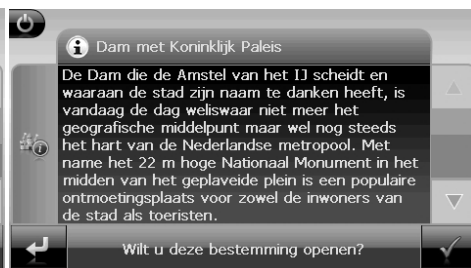 Dam met Koninklijk Paleis
De Dam die de Amstel van het IJ scheidt en
waaraan de stad zijn naam te danken heeft, is
vandaag de dag weliswaar niet meer het
geografische middelpunt maar wel nog steeds
het hart van de Nederlandse metropool. Met
name het 22 m hoge Nationaal Monument in het
midden van het geplaveide plein is een populaire
ontmoetingsplaats voor zowel de inwoners van
de stad als toeristen.
Wilt u deze bestemming openen?